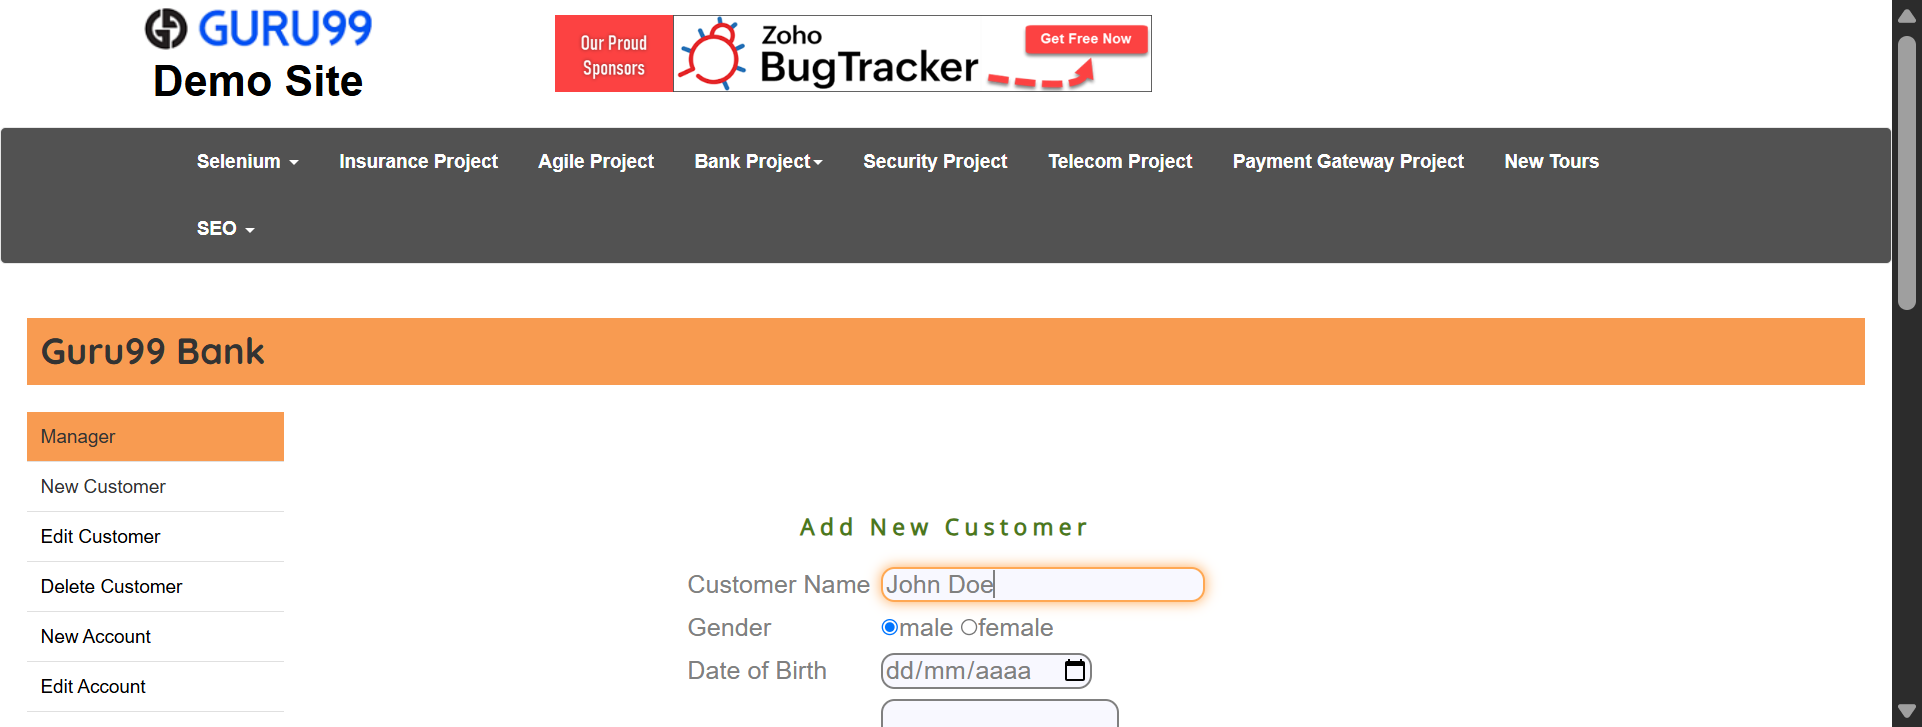 GURU99
Demo Site
Our Proud
Sponsors
Zoho
BugTracker
Get Free Now
Selenium
Insurance Project
Agile Project
Bank Project
Security Project
Telecom Project
Payment Gateway Project
New Tours
SEO
Guru99 Bank
Manager
New Customer
Edit Customer
Delete Customer
New Account
Edit Account
Add New Customer
Customer Name John Doe
Gender male female
Date of Birth dd/mm/aaaa